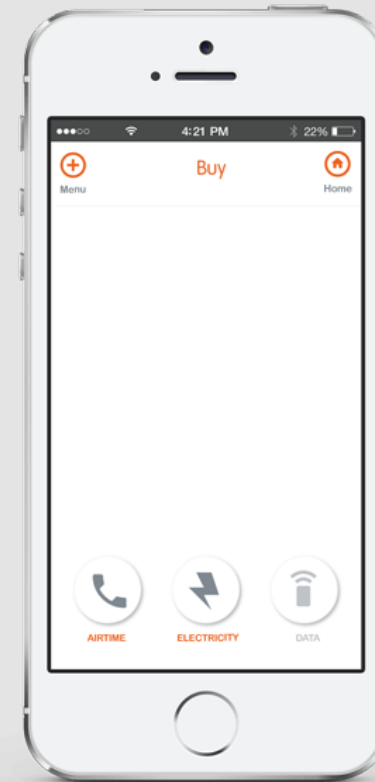 4:21 PM
22%
Buy
Menu
Home
AIRTIME
ELECTRICITY
DATA